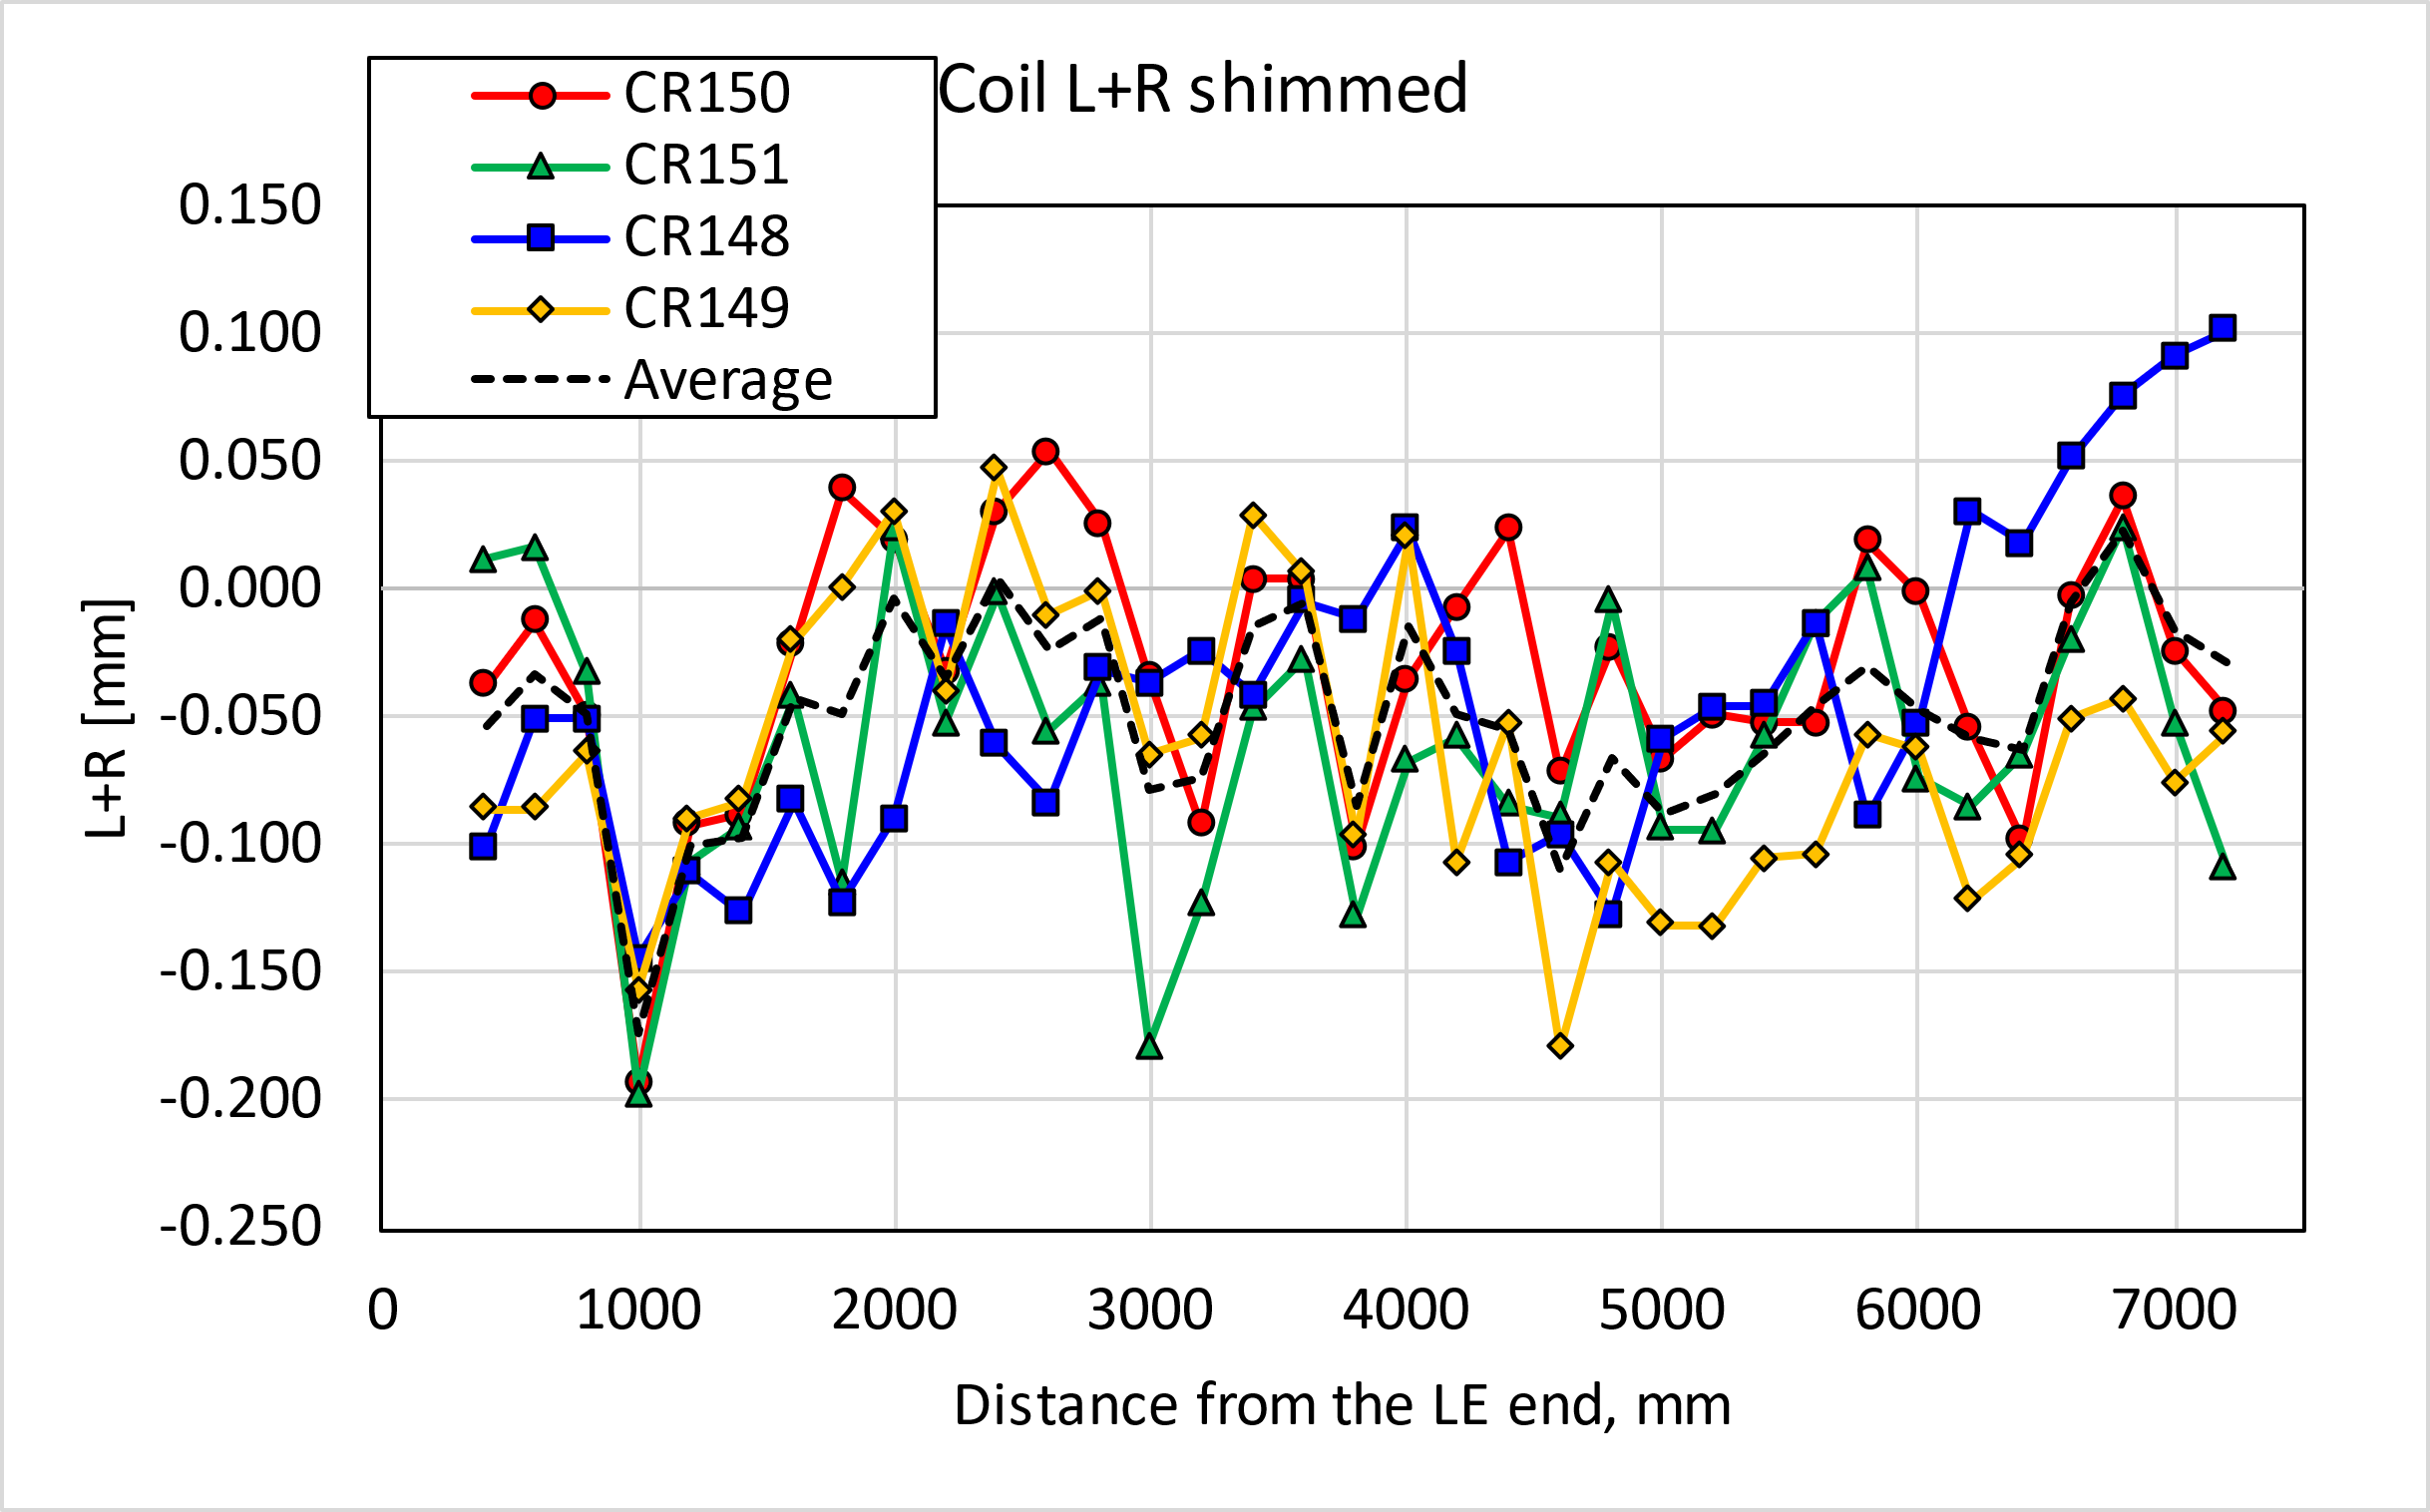 Coil L+R shimmed
CR150
CR151
CR148
CR149
Average
0.150
0.100
0.050
0.000
-0.050
-0.100
-0.150
-0.200
-0.250
L+R [mm]
0 1000 2000 3000 4000 5000 6000 7000
Distance from the LE end, mm